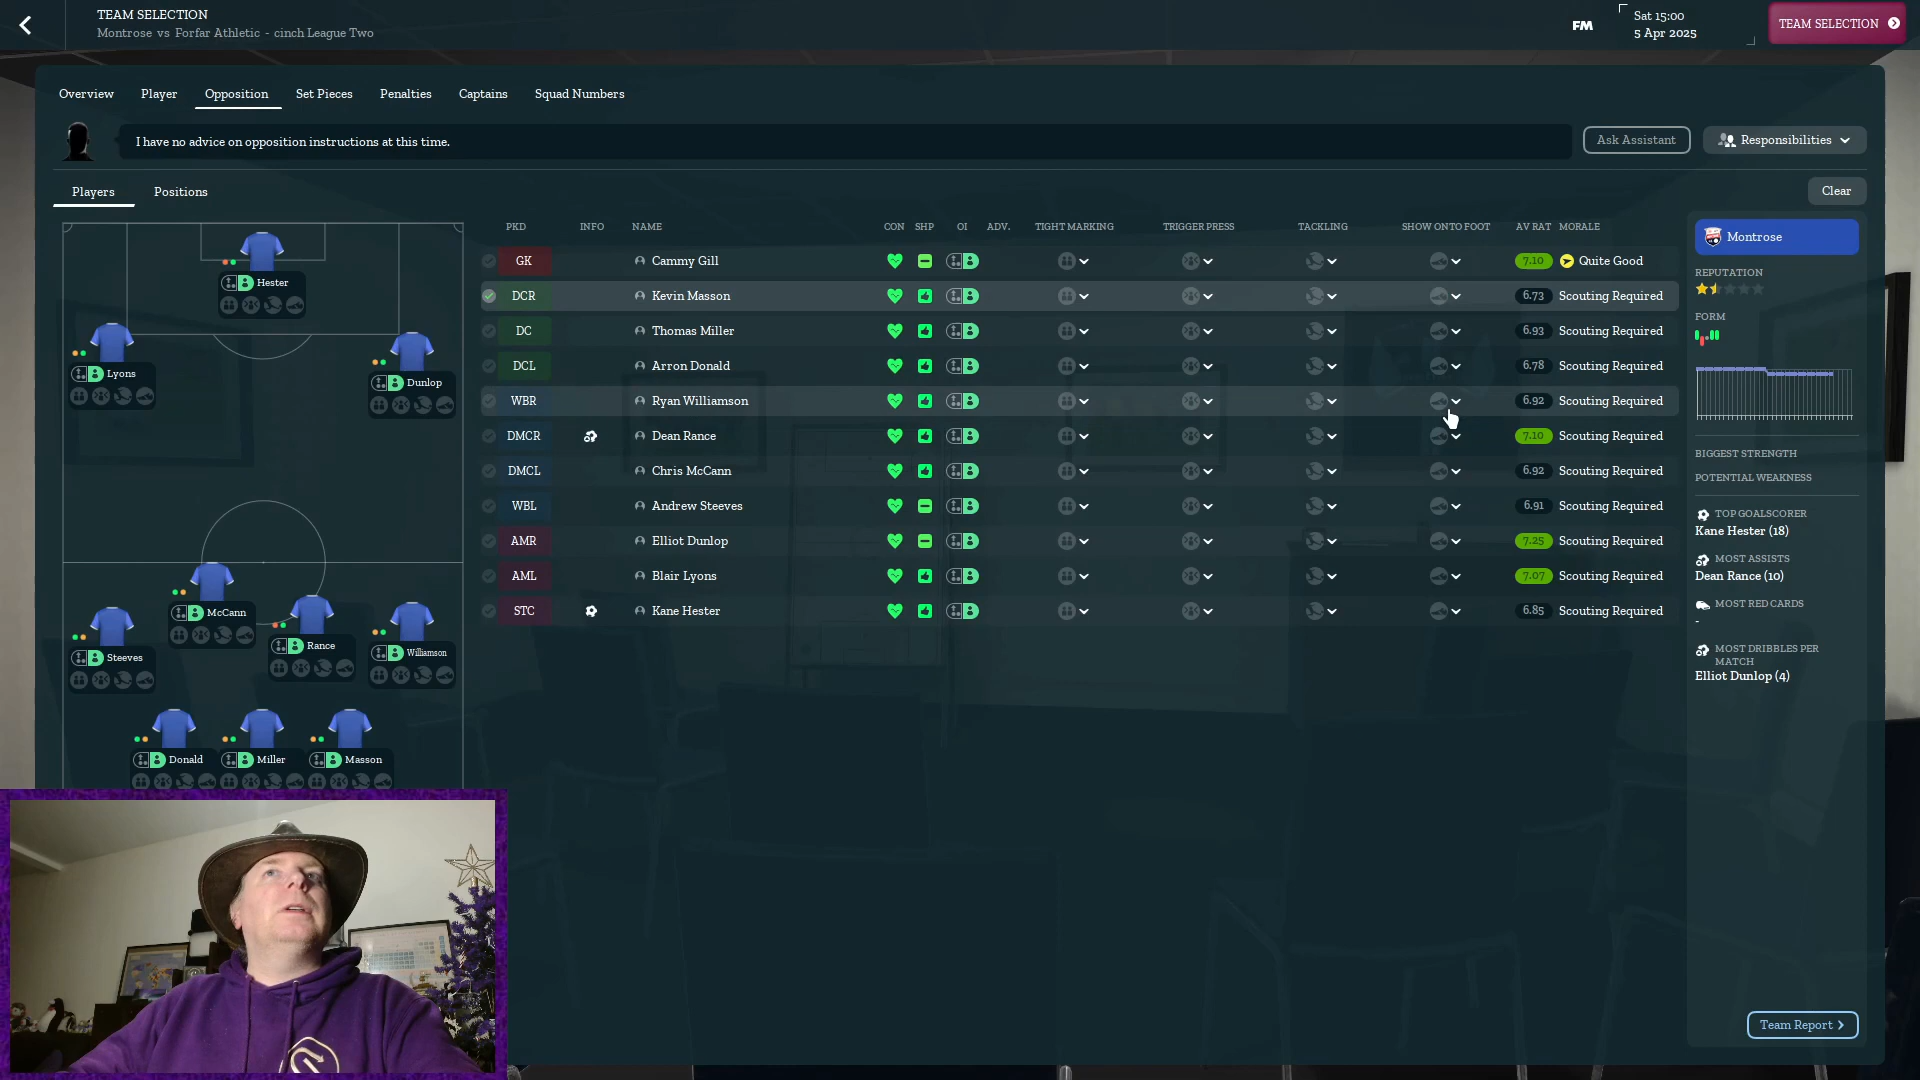 TEAM SELECTION
Montrose vs Forfar Athletic - cinch League Two
FM
Sat 15:00
5 Apr 2025
TEAM SELECTION
Overview Player Opposition Set Pieces Penalties Captains Squad Numbers
I have no advice on opposition instructions at this time.
Ask Assistant
Responsibilities
Players Positions
Clear
PKD INFO NAME CON SHP OI ADV. TIGHT MARKING TRIGGER PRESS TACKLING SHOW ONTO FOOT AV RAT MORALE
GK Cammy Gill 7.10 Quite Good
DCR Kevin Masson 6.73 Scouting Required
DC Thomas Miller 6.93 Scouting Required
DCL Arron Donald 6.78 Scouting Required
WBR Ryan Williamson 6.92 Scouting Required
DMCR Dean Rance 7.10 Scouting Required
DMCL Chris McCann 6.92 Scouting Required
WBL Andrew Steeves 6.91 Scouting Required
AMR Elliot Dunlop 7.25 Scouting Required
AML Blair Lyons 7.07 Scouting Required
STC Kane Hester 6.85 Scouting Required
Hester
Lyons
Dunlop
McCann
Rance
Steeves
Williamson
Donald
Miller
Masson
Montrose
REPUTATION
FORM
BIGGEST STRENGTH
POTENTIAL WEAKNESS
TOP GOALSCORER
Kane Hester (18)
MOST ASSISTS
Dean Rance (10)
MOST RED CARDS
-
MOST DRIBBLES PER
MATCH
Elliot Dunlop (4)
Team Report